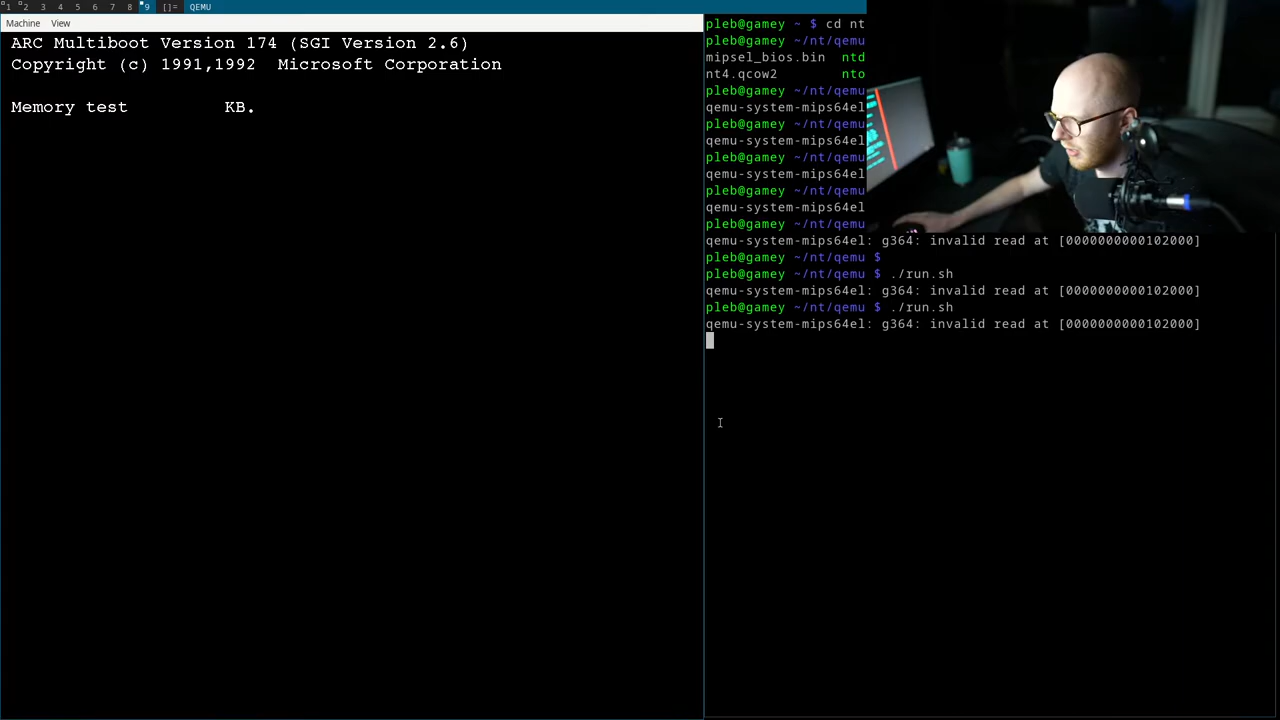 1 2 3 4 5 6 7 8 9 []= QEMU
Machine View
ARC Multiboot Version 174 (SGI Version 2.6)
Copyright (c) 1991,1992 Microsoft Corporation
Memory test KB.
pleb@gamey ~ $ cd nt
pleb@gamey ~/nt/qemu
mipsel_bios.bin ntd
nt4.qcow2 nto
pleb@gamey ~/nt/qemu
qemu-system-mips64el
pleb@gamey ~/nt/qemu
qemu-system-mips64el
pleb@gamey ~/nt/qemu
qemu-system-mips64el
pleb@gamey ~/nt/qemu
qemu-system-mips64el
pleb@gamey ~/nt/qemu
qemu-system-mips64el: g364: invalid read at [0000000000102000]
pleb@gamey ~/nt/qemu $
pleb@gamey ~/nt/qemu $ ./run.sh
qemu-system-mips64el: g364: invalid read at [0000000000102000]
pleb@gamey ~/nt/qemu $ ./run.sh
qemu-system-mips64el: g364: invalid read at [0000000000102000]